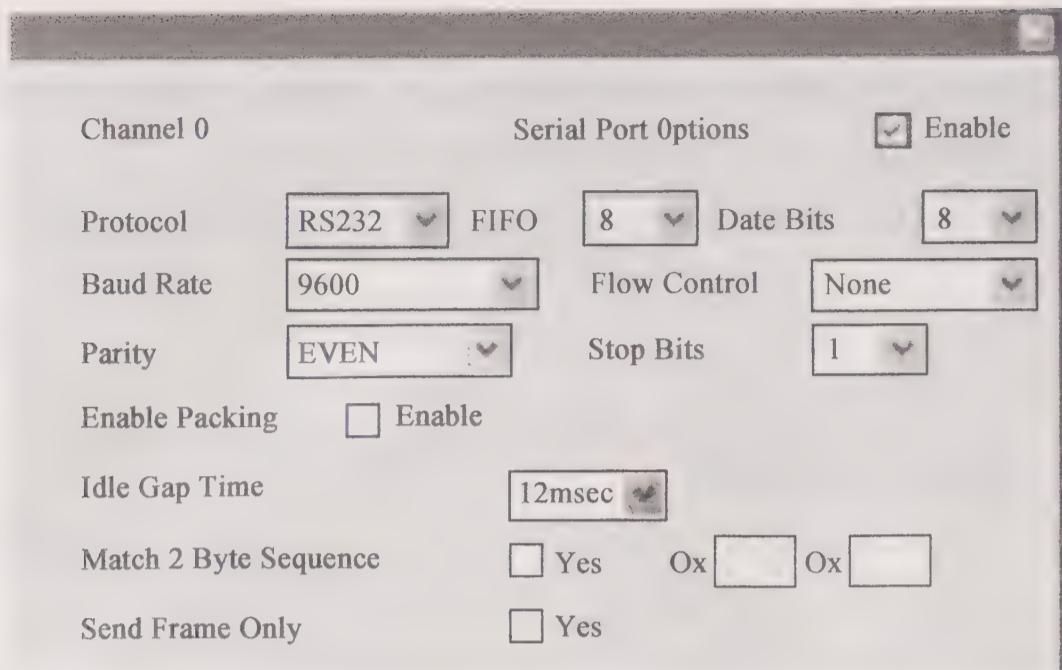 Channel 0 Serial Port 0ptions Enable
Protocol RS232 FIFO 8 Date Bits 8
Baud Rate 9600 Flow Control None
Parity EVEN Stop Bits 1
Enable Packing Enable
Idle Gap Time 12msec
Match 2 Byte Sequence Yes Ox Ox
Send Frame Only Yes